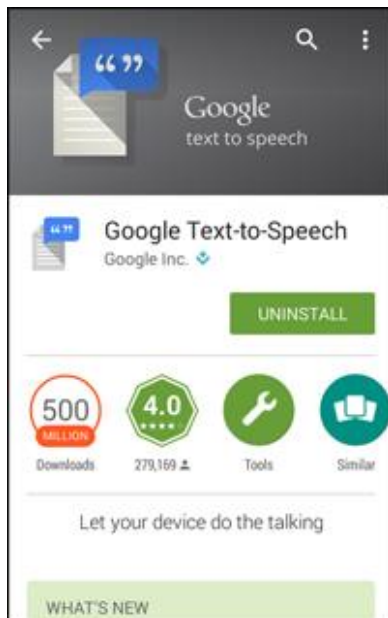 “ ”
Google
text to speech
“ ”
Google Text-to-Speech
Google Inc.
UNINSTALL
500
MILLION
4.0
Downloads
279,169
Tools
Similar
Let your device do the talking
WHAT'S NEW